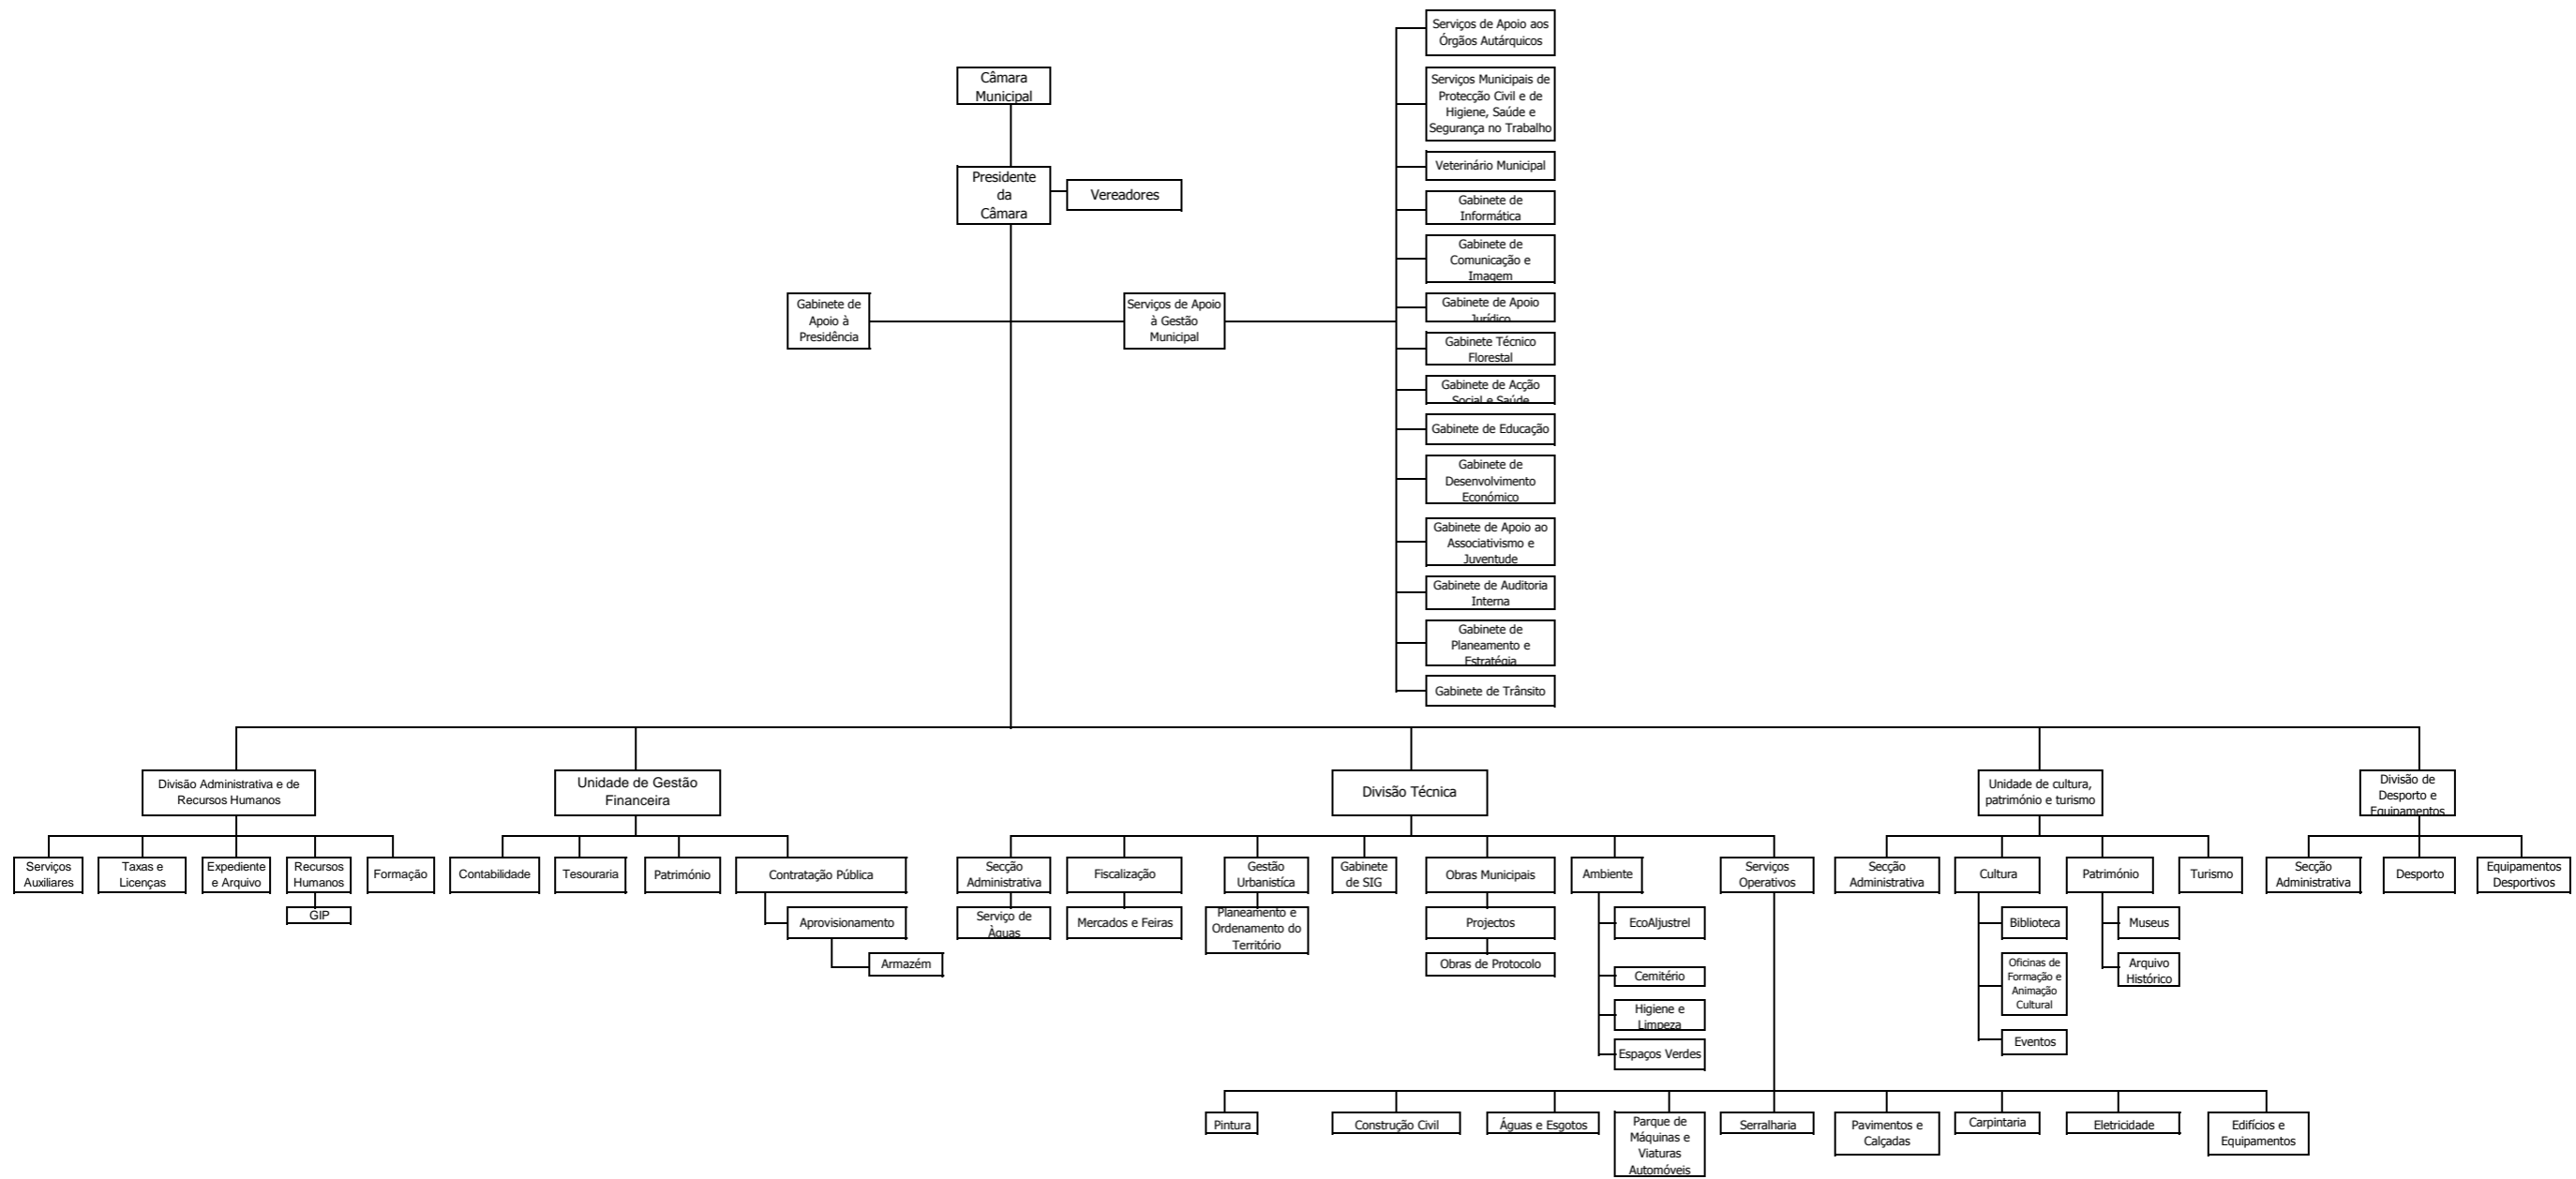 Serviços de Apoio aos
Órgãos Autárquicos
Câmara
Municipal
Serviços Municipais de
Protecção Civil e de
Higiene, Saúde e
Segurança no Trabalho
Presidente
da
Câmara
Vereadores
Veterinário Municipal
Gabinete de
Informática
Gabinete de
Comunicação e
Imagem
Gabinete de
Apoio à
Presidência
Serviços de Apoio
à Gestão
Municipal
Gabinete de Apoio
Jurídico
Gabinete Técnico
Florestal
Gabinete de Acção
Social e Saúde
Gabinete de Educação
Gabinete de
Desenvolvimento
Económico
Gabinete de Apoio ao
Associativismo e
Juventude
Gabinete de Auditoria
Interna
Gabinete de
Planeamento e
Estratégia
Gabinete de Trânsito
Divisão Administrativa e de
Recursos Humanos
Unidade de Gestão
Financeira
Divisão Técnica
Unidade de cultura,
património e turismo
Divisão de
Desporto e
Equipamentos
Serviços
Auxiliares
Taxas e
Licenças
Expediente
e Arquivo
Recursos
Humanos
Formação
Contabilidade
Tesouraria
Património
Contratação Pública
Secção
Administrativa
Fiscalização
Gestão
Urbanistíca
Gabinete
de SIG
Obras Municipais
Ambiente
Serviços
Operativos
Secção
Administrativa
Cultura
Património
Turismo
Secção
Administrativa
Desporto
Equipamentos
Desportivos
GIP
Aprovisionamento
Armazém
Serviço de
Àguas
Mercados e Feiras
Planeamento e
Ordenamento do
Território
Projectos
Obras de Protocolo
EcoAljustrel
Cemitério
Higiene e
Limpeza
Espaços Verdes
Biblioteca
Oficinas de
Formação e
Animação
Cultural
Eventos
Museus
Arquivo
Histórico
Pintura
Construção Civil
Águas e Esgotos
Parque de
Máquinas e
Viaturas
Automóveis
Serralharia
Pavimentos e
Calçadas
Carpintaria
Eletricidade
Edifícios e
Equipamentos